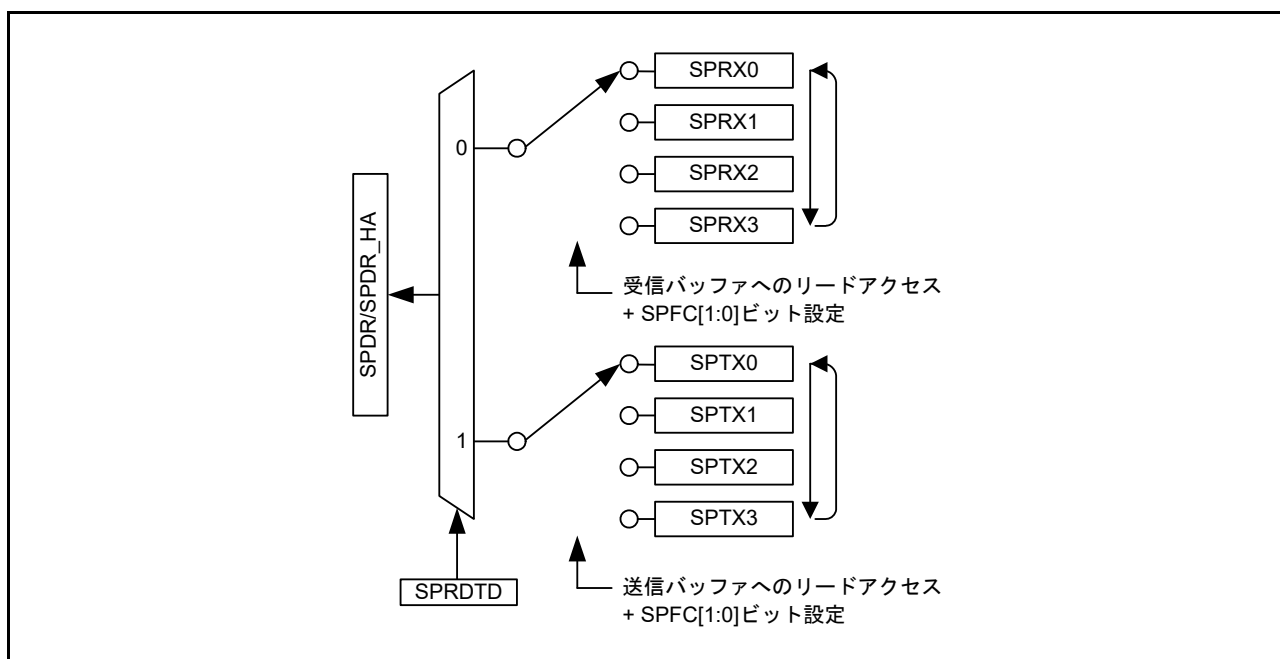 SPRX0
SPRX1
0
SPRX2
SPRX3
SPDR/SPDR_HA
受信バッファへのリードアクセス
+ SPFC[1:0]ビット設定
SPTX0
SPTX1
1
SPTX2
SPTX3
SPRDTD
送信バッファへのリードアクセス
+ SPFC[1:0]ビット設定